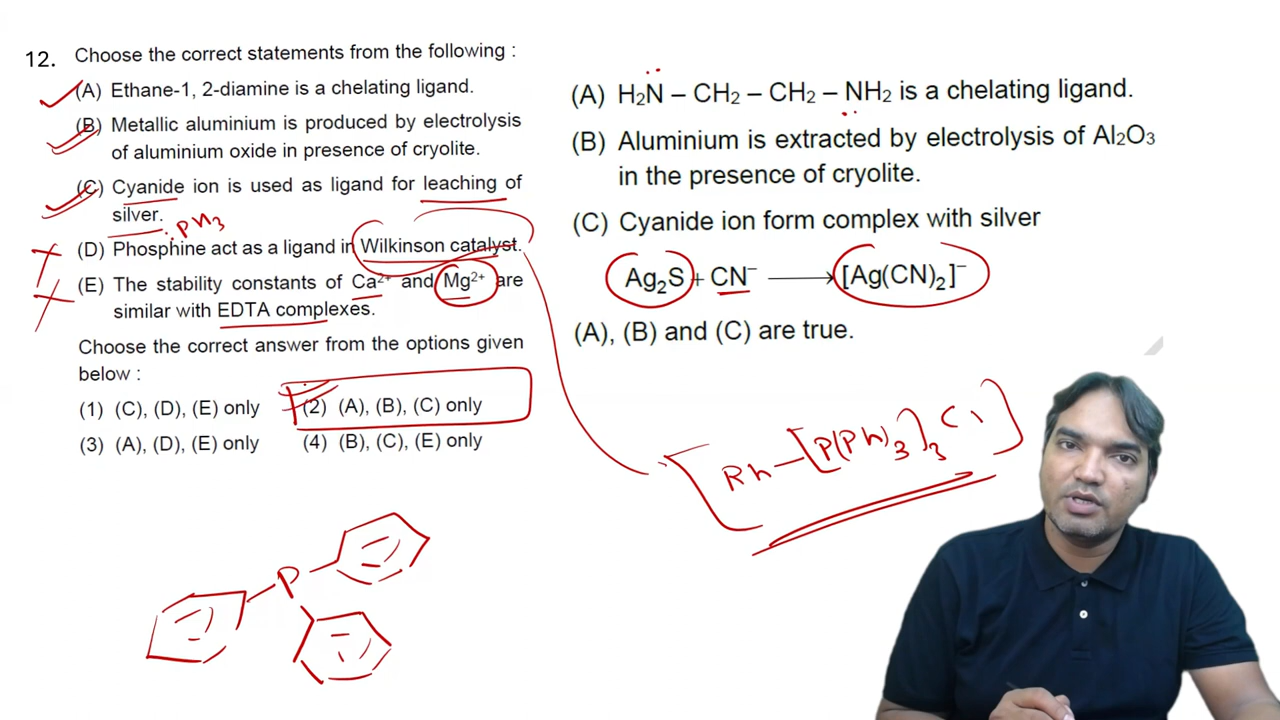 12. Choose the correct statements from the following :
(A) Ethane-1, 2-diamine is a chelating ligand.
(B) Metallic aluminium is produced by electrolysis
of aluminium oxide in presence of cryolite.
(C) Cyanide ion is used as ligand for leaching of
silver.
:PH3
(D) Phosphine act as a ligand in Wilkinson catalyst.
(E) The stability constants of Ca²⁺ and Mg²⁺ are
similar with EDTA complexes.
Choose the correct answer from the options given
below :
(1) (C), (D), (E) only (2) (A), (B), (C) only
(3) (A), (D), (E) only (4) (B), (C), (E) only
P
(A) H₂N – CH₂ – CH₂ – NH₂ is a chelating ligand.
(B) Aluminium is extracted by electrolysis of Al₂O₃
in the presence of cryolite.
(C) Cyanide ion form complex with silver
Ag₂S + CN⁻ ⟶ [Ag(CN)₂]⁻
(A), (B) and (C) are true.
[Rh–[P(Ph)₃]₃Cl]